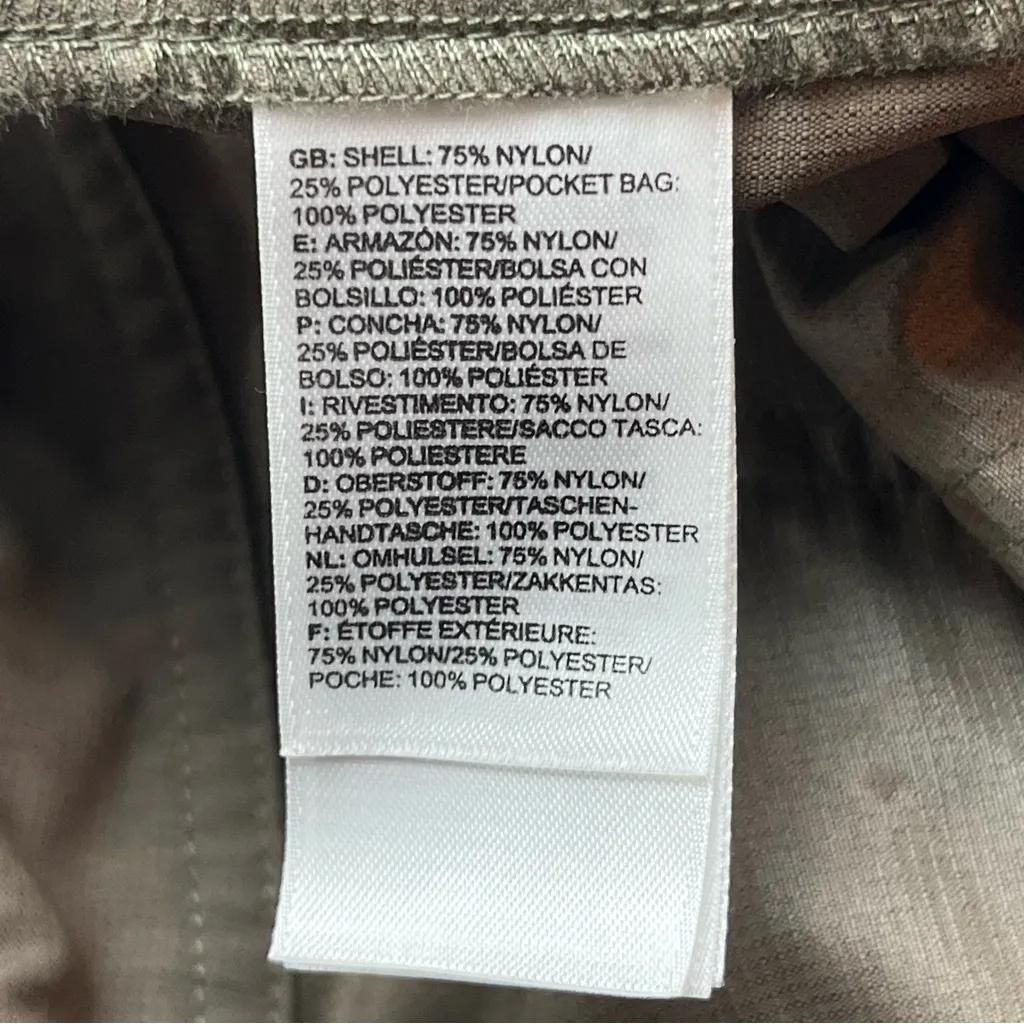 GB: SHELL: 75% NYLON/
25% POLYESTER/POCKET BAG:
100% POLYESTER
E: ARMAZÓN: 75% NYLON/
25% POLIÉSTER/BOLSA CON
BOLSILLO: 100% POLIÉSTER
P: CONCHA: 75% NYLON/
25% POLIÉSTER/BOLSA DE
BOLSO: 100% POLIÉSTER
I: RIVESTIMENTO: 75% NYLON/
25% POLIESTERE/SACCO TASCA:
100% POLIESTERE
D: OBERSTOFF: 75% NYLON/
25% POLYESTER/TASCHEN-
HANDTASCHE: 100% POLYESTER
NL: OMHULSEL: 75% NYLON/
25% POLYESTER/ZAKKENTAS:
100% POLYESTER
F: ÉTOFFE EXTÉRIEURE:
75% NYLON/25% POLYESTER/
POCHE: 100% POLYESTER